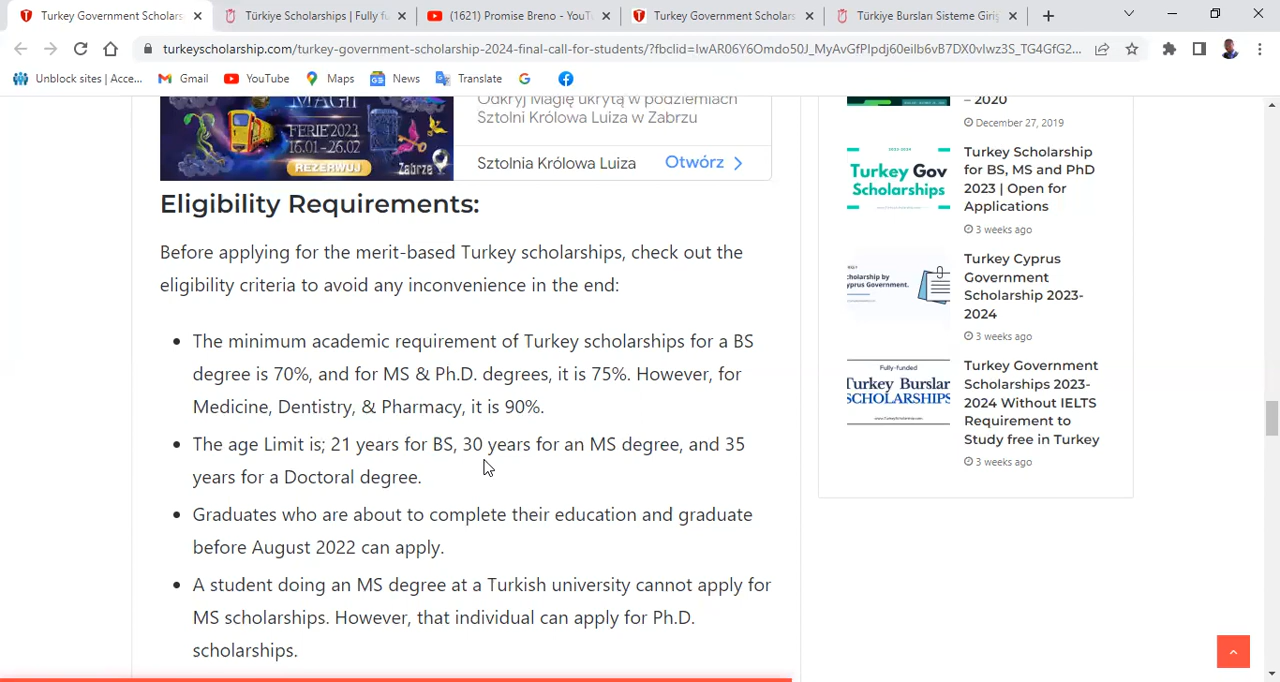 Turkey Government Scholars
Türkiye Scholarships | Fully fu
(1621) Promise Breno - YouT
Turkey Government Scholars
Türkiye Bursları Sisteme Giriş
turkeyscholarship.com/turkey-government-scholarship-2024-final-call-for-students/?fbclid=IwAR06Y6Omdo50J_MyAvGfPIpdj60eilb6vB7DX0vIwz3S_TG4GfG2...
Unblock sites | Acce...
Gmail
YouTube
Maps
News
Translate
MAGII
FERIE 2023
16.01-26.02
REZERWUJ
Zabrze
Odkryj Magię ukrytą w podziemiach
Sztolni Królowa Luiza w Zabrzu
Sztolnia Królowa Luiza
Otwórz
Eligibility Requirements:
Before applying for the merit-based Turkey scholarships, check out the
eligibility criteria to avoid any inconvenience in the end:
The minimum academic requirement of Turkey scholarships for a BS
degree is 70%, and for MS & Ph.D. degrees, it is 75%. However, for
Medicine, Dentistry, & Pharmacy, it is 90%.
The age Limit is; 21 years for BS, 30 years for an MS degree, and 35
years for a Doctoral degree.
Graduates who are about to complete their education and graduate
before August 2022 can apply.
A student doing an MS degree at a Turkish university cannot apply for
MS scholarships. However, that individual can apply for Ph.D.
scholarships.
– 2020
December 27, 2019
2023-2024
Turkey Gov
Scholarships
Turkey Scholarship
for BS, MS and PhD
2023 | Open for
Applications
3 weeks ago
cholarship by
yprus Government.
Turkey Cyprus
Government
Scholarship 2023-
2024
3 weeks ago
Fully-funded
Turkey Burslar
SCHOLARSHIPS
Turkey Government
Scholarships 2023-
2024 Without IELTS
Requirement to
Study free in Turkey
3 weeks ago